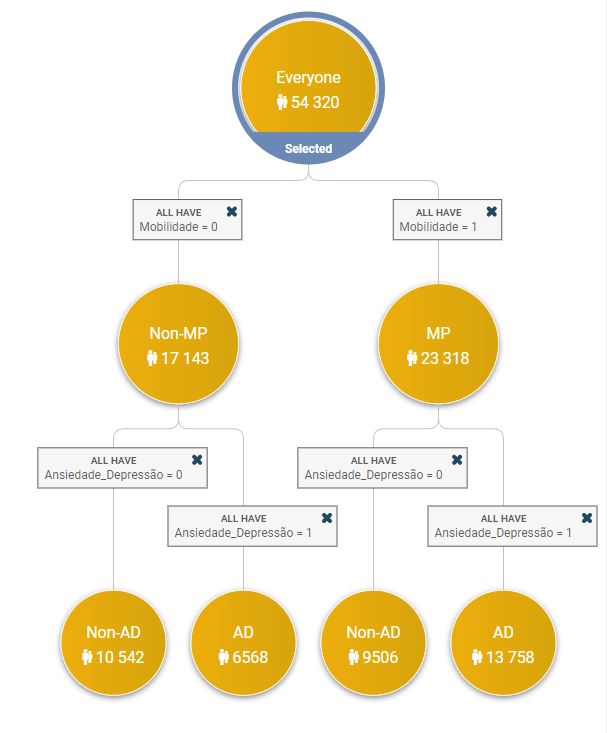 Everyone
54 320
Selected
ALL HAVE
Mobilidade = 0
ALL HAVE
Mobilidade = 1
Non-MP
17 143
MP
23 318
ALL HAVE
Ansiedade_Depressão = 0
ALL HAVE
Ansiedade_Depressão = 1
ALL HAVE
Ansiedade_Depressão = 0
ALL HAVE
Ansiedade_Depressão = 1
Non-AD
10 542
AD
6568
Non-AD
9506
AD
13 758